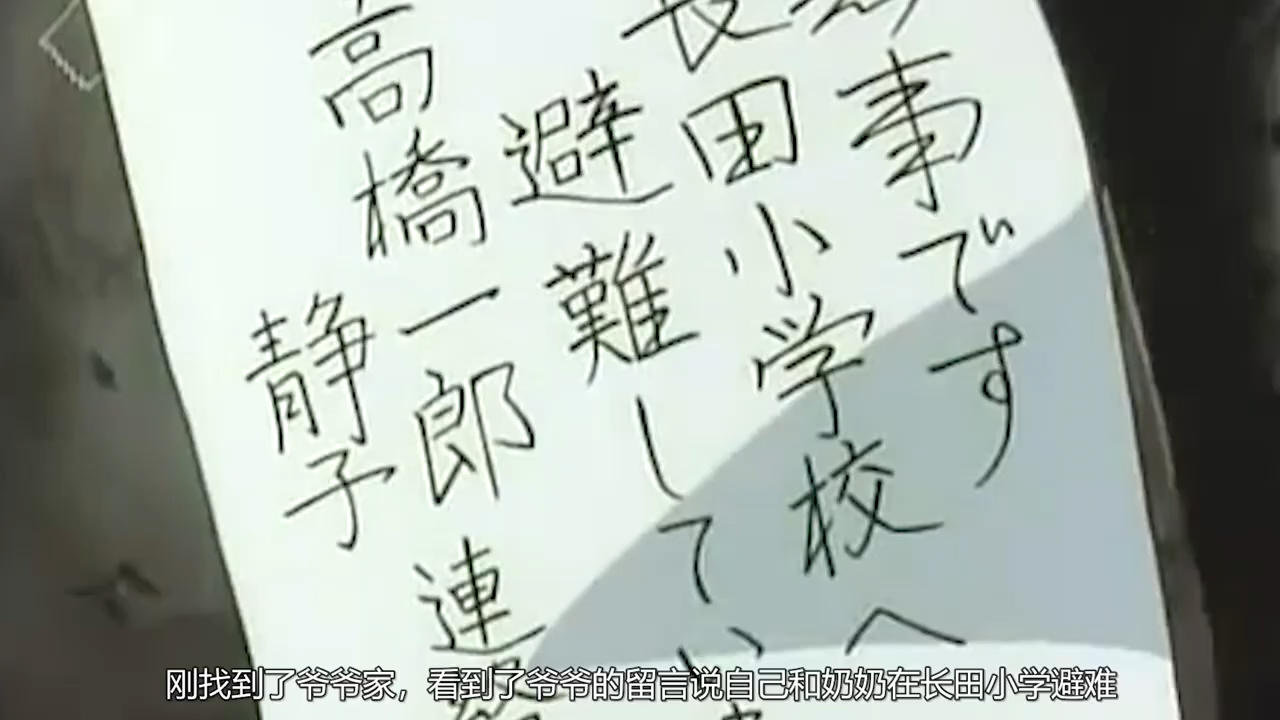 事です
長田小学校へ
避難してい
高橋一郎
静子
連
刚找到了爷爷家，看到了爷爷的留言说自己和奶奶在长田小学避难